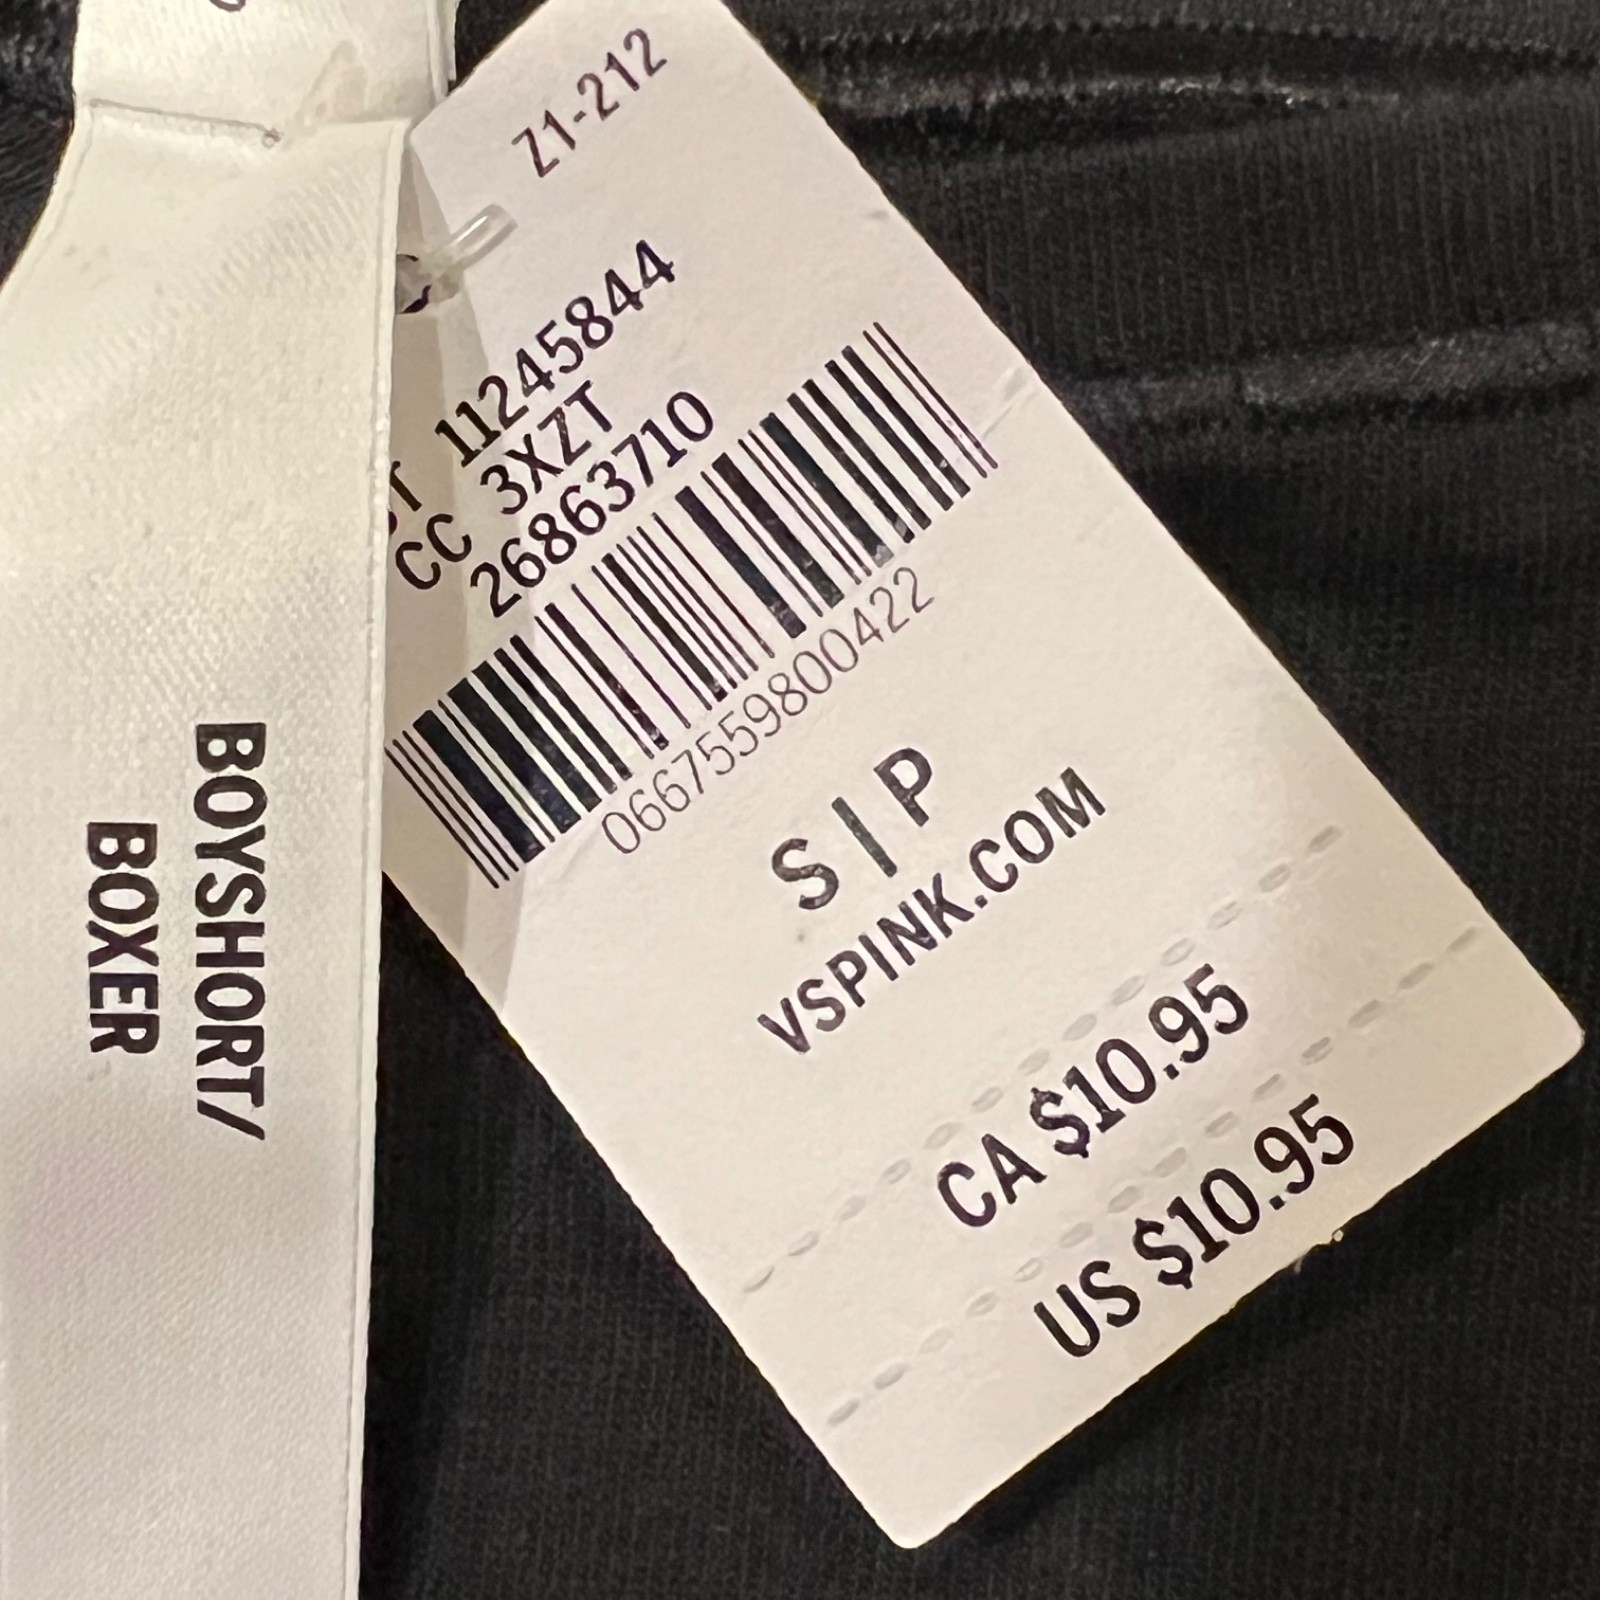 BOYSHORT/
BOXER
Z1-212
11245844
CC 3XZT
26863710
0667559800422
S I P
VSPINK.COM
CA $10.95
US $10.95